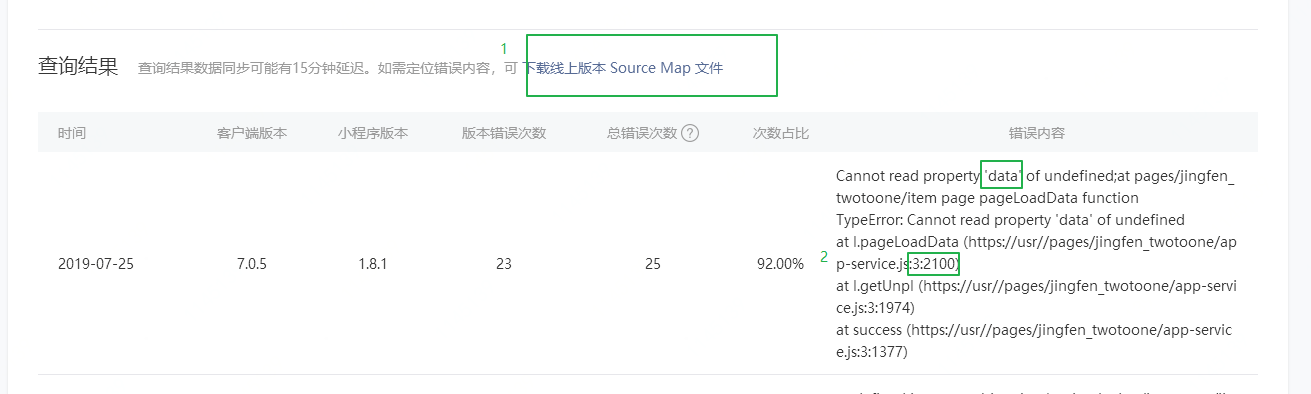 1
查询结果 查询结果数据同步可能有15分钟延迟。如需定位错误内容，可 下载线上版本 Source Map 文件
时间 客户端版本 小程序版本 版本错误次数 总错误次数 ? 次数占比 错误内容
Cannot read property 'data' of undefined;at pages/jingfen_
twotoone/item page pageLoadData function
TypeError: Cannot read property 'data' of undefined
at l.pageLoadData (https://usr//pages/jingfen_twotoone/ap
2019-07-25 7.0.5 1.8.1 23 25 92.00% 2 p-service.js:3:2100)
at l.getUnpl (https://usr//pages/jingfen_twotoone/app-servi
ce.js:3:1974)
at success (https://usr//pages/jingfen_twotoone/app-servic
e.js:3:1377)